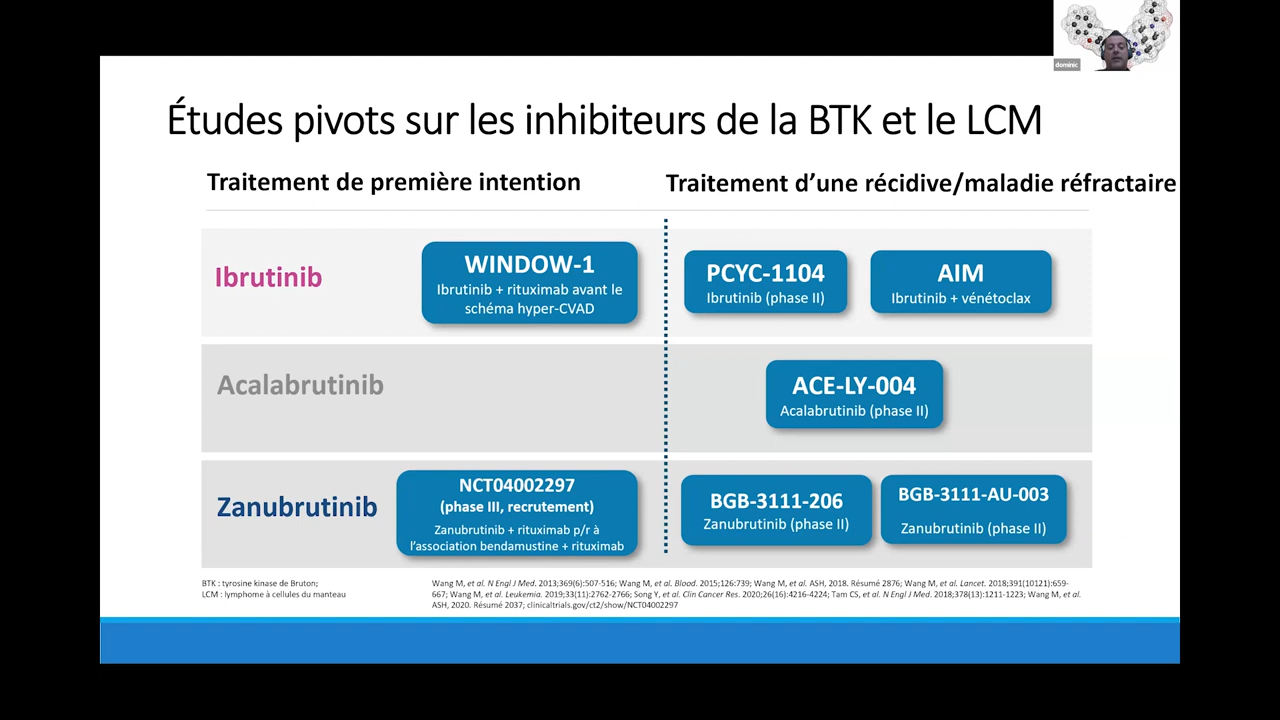 dominic
Études pivots sur les inhibiteurs de la BTK et le LCM
Traitement de première intention
Traitement d’une récidive/maladie réfractaire
Ibrutinib
WINDOW-1
Ibrutinib + rituximab avant le
schéma hyper-CVAD
PCYC-1104
Ibrutinib (phase II)
AIM
Ibrutinib + vénétoclax
Acalabrutinib
ACE-LY-004
Acalabrutinib (phase II)
Zanubrutinib
NCT04002297
(phase III, recrutement)
Zanubrutinib + rituximab p/r à
l’association bendamustine + rituximab
BGB-3111-206
Zanubrutinib (phase II)
BGB-3111-AU-003
Zanubrutinib (phase II)
BTK : tyrosine kinase de Bruton;
LCM : lymphome à cellules du manteau
Wang M, et al. N Engl J Med. 2013;369(6):507-516; Wang M, et al. Blood. 2015;126:739; Wang M, et al. ASH, 2018. Résumé 2876; Wang M, et al. Lancet. 2018;391(10121):659-
667; Wang M, et al. Leukemia. 2019;33(11):2762-2766; Song Y, et al. Clin Cancer Res. 2020;26(16):4216-4224; Tam CS, et al. N Engl J Med. 2018;378(13):1211-1223; Wang M, et al.
ASH, 2020. Résumé 2037; clinicaltrials.gov/ct2/show/NCT04002297